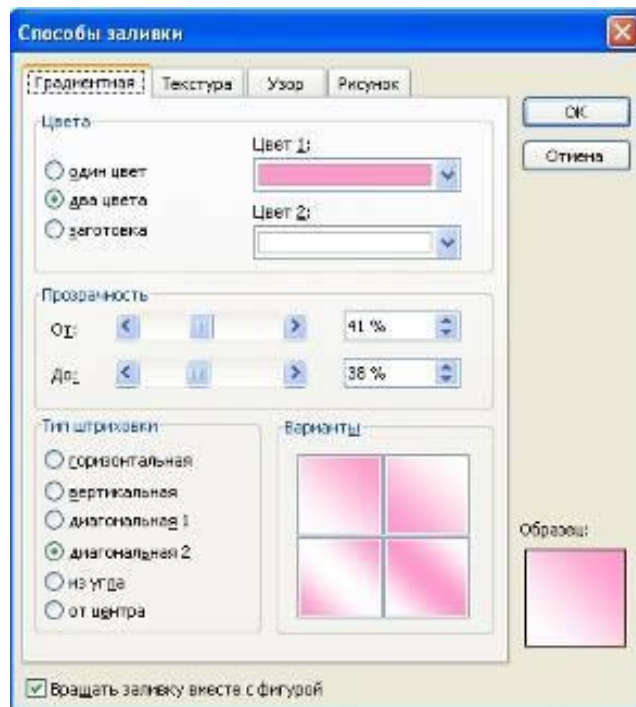 Способы заливки
Градиентная
Текстура
Узор
Рисунок
ОК
Отмена
Цвета
один цвет
два цвета
заготовка
Цвет 1:
Цвет 2:
Прозрачность
От:
41 %
До:
38 %
Тип штриховки
горизонтальная
вертикальная
диагональная 1
диагональная 2
из угла
от центра
Варианты
Образец:
Вращать заливку вместе с фигурой